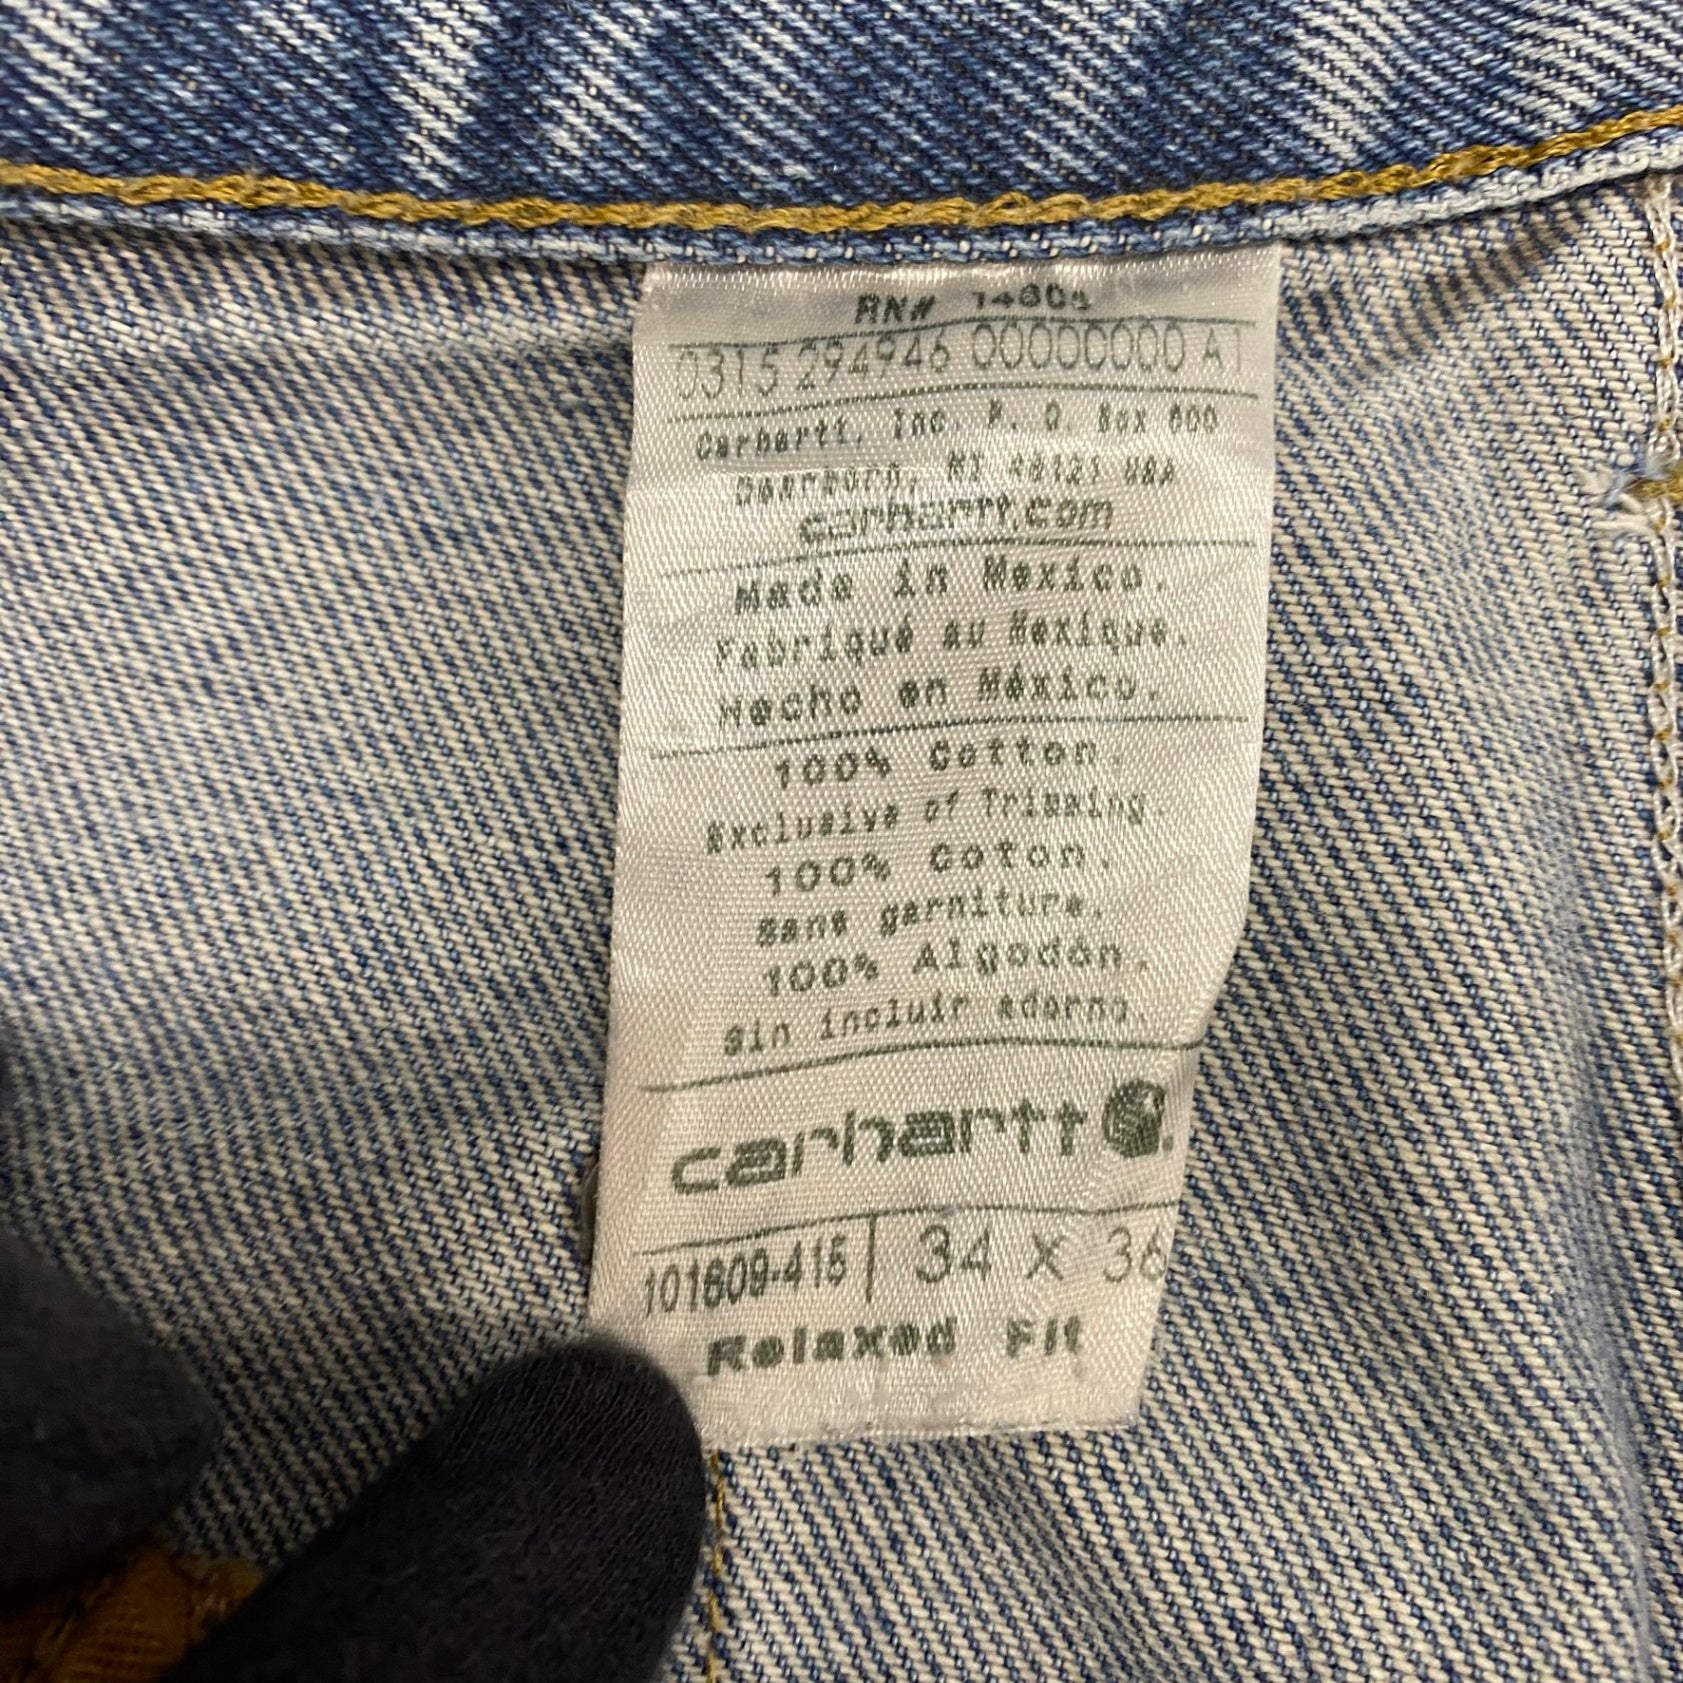 RN# 14806
0315 294946 00000000 A1
Carhartt, Inc. P. O. Box 600
Dearborn, MI 48121 USA
carhartt.com
Made in Mexico.
Fabriqué au Mexique.
Hecho en México.
100% Cotton.
Exclusive of Trimming.
100% Coton.
Sans garniture.
100% Algodón.
Sin incluir adorno.
carhartt
101609-415 | 34 X 36
Relaxed Fit